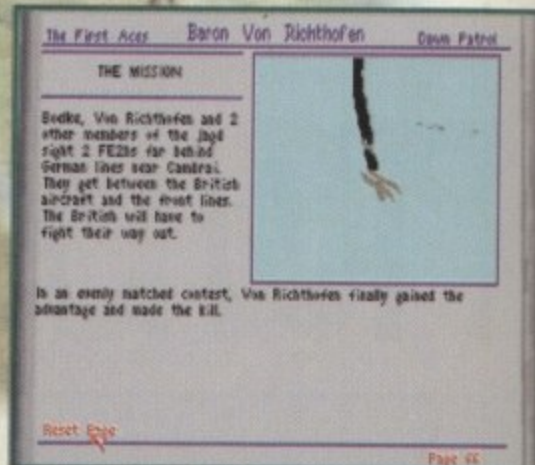 The First Aces
Baron Von Richthofen
Dawn Patrol
THE MISSION
Boelke, Von Richthofen and 2
other members of the Jagd
sight 2 FE2bs far behind
German lines near Cambrai.
They get between the British
aircraft and the front lines.
The British will have to
fight their way out.
In an evenly matched contest, Von Richthofen finally gained the
advantage and made the kill.
Reset Page
Page 66